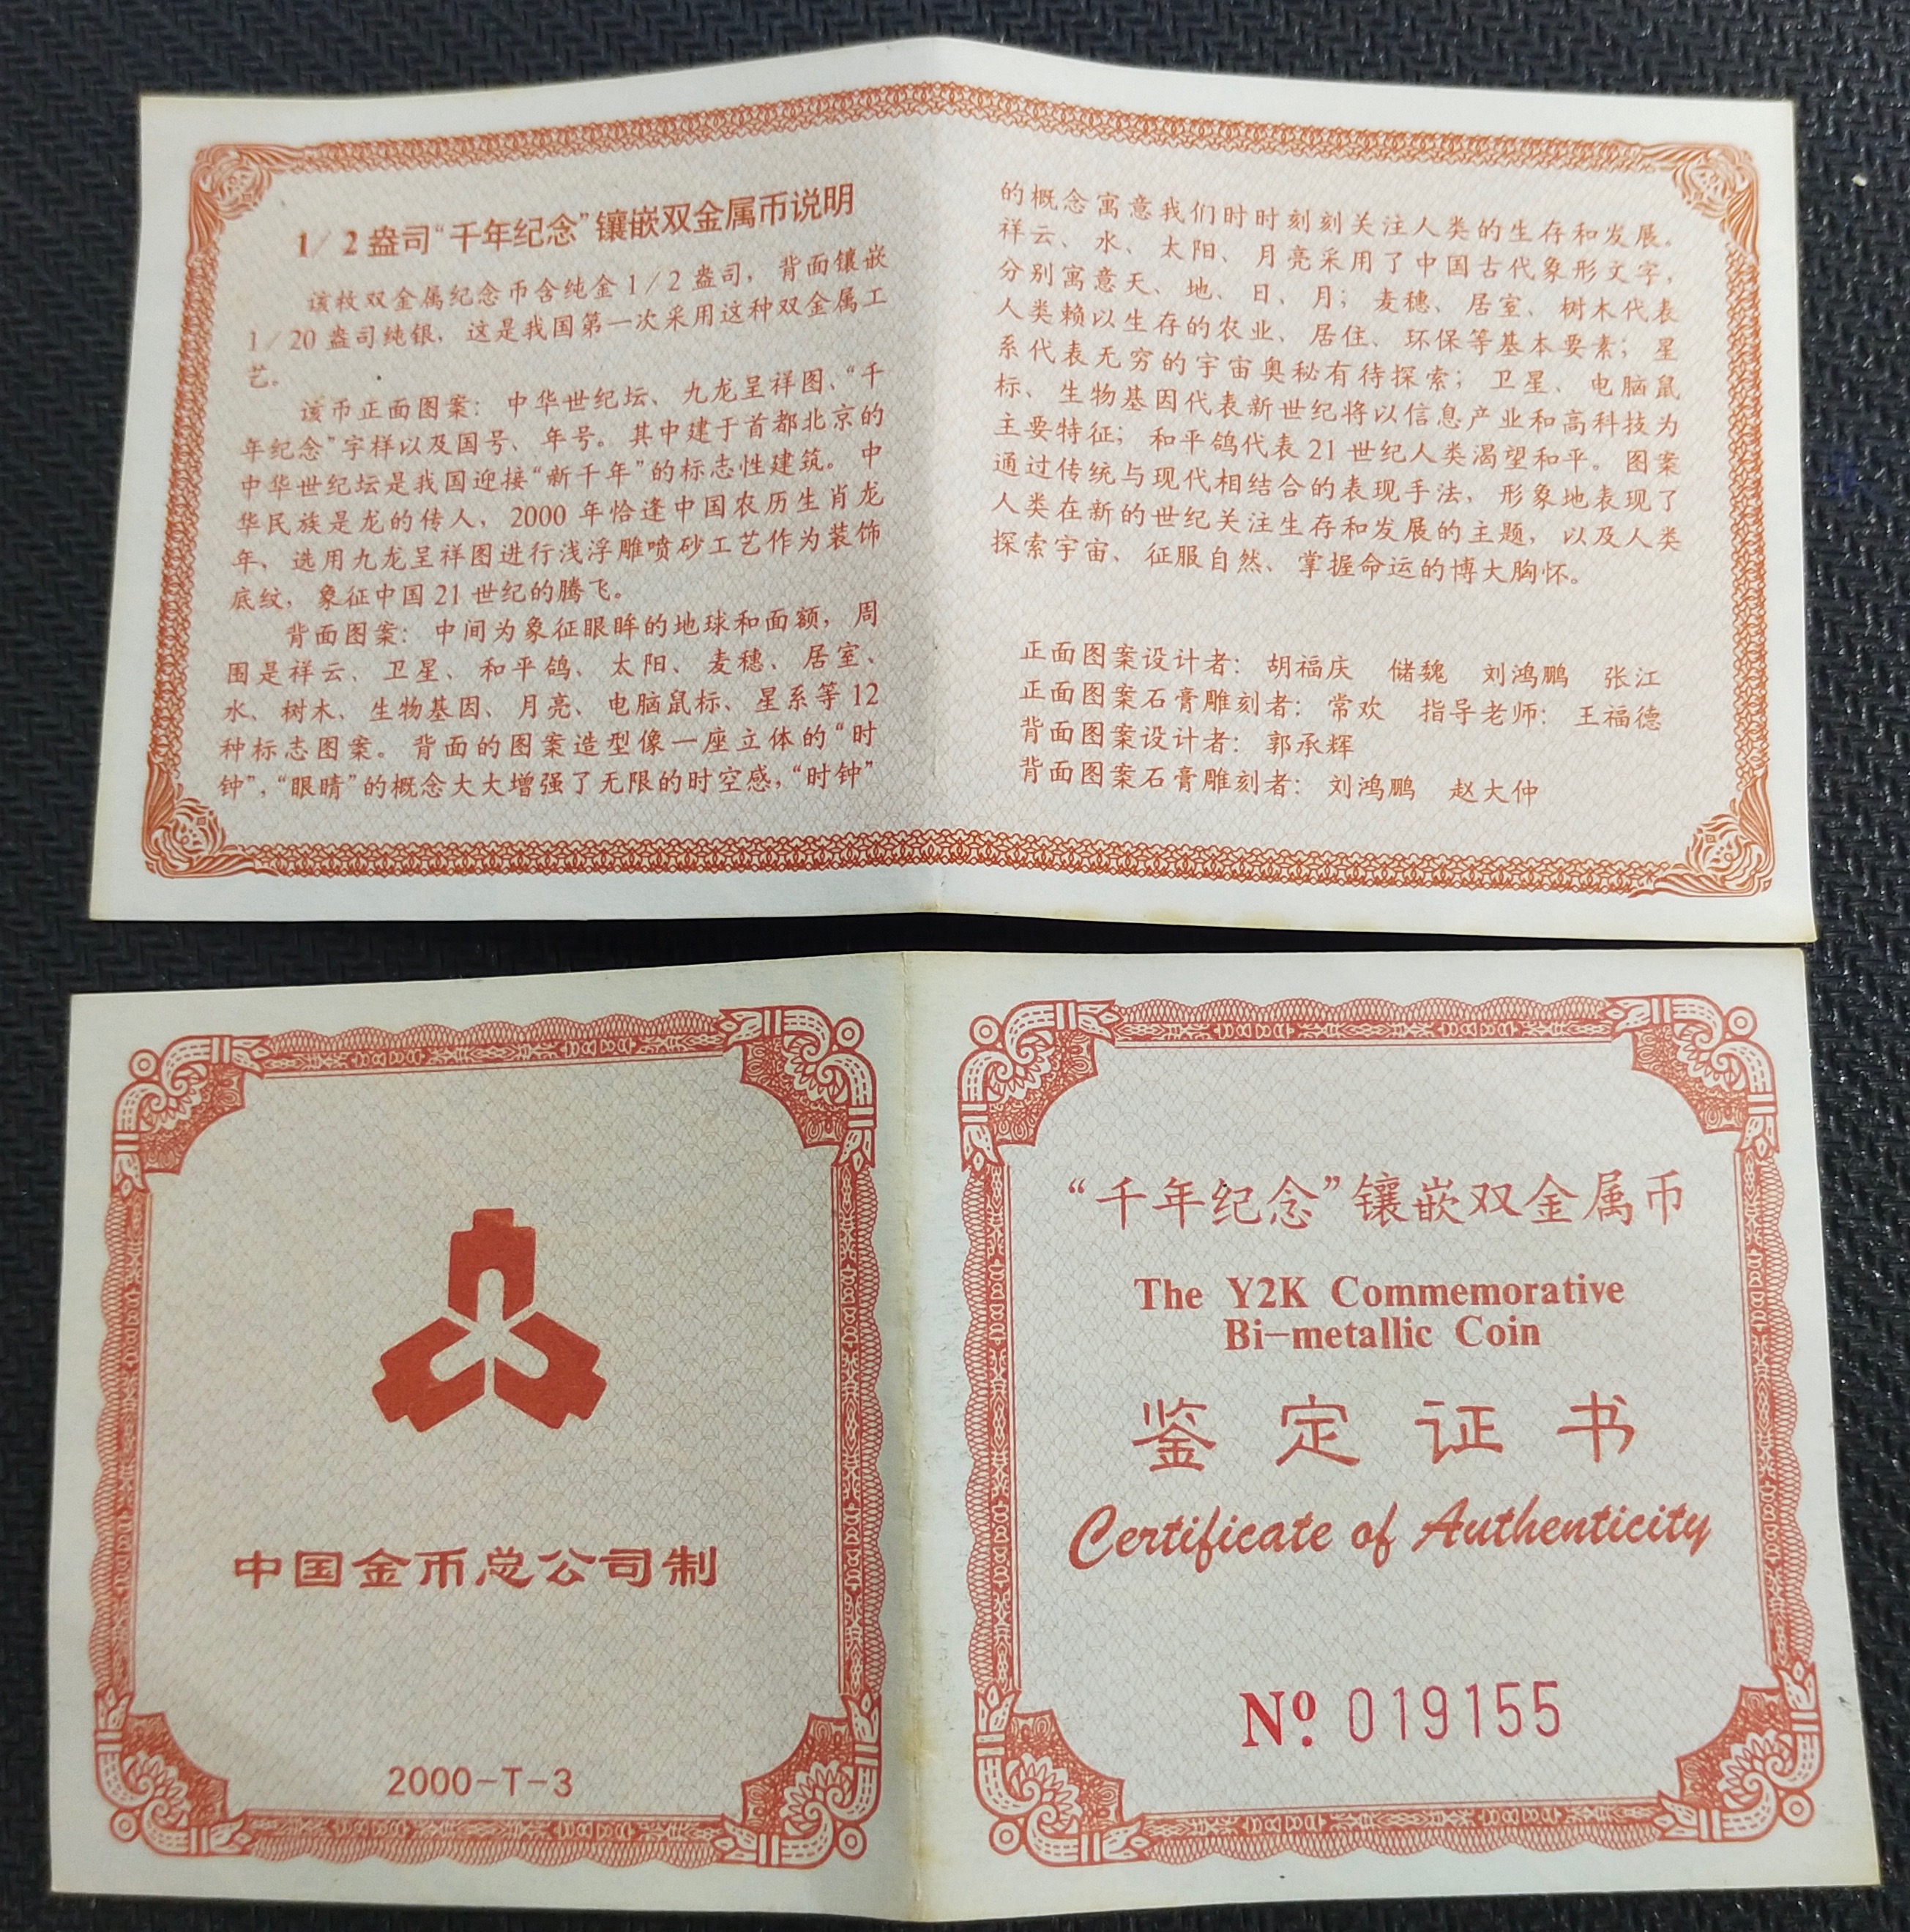 1/2盎司“千年纪念”镶嵌双金属币说明
该枚双金属纪念币含纯金1/2盎司，背面镶嵌
1/20盎司纯银，这是我国第一次采用这种双金属工
艺。
该币正面图案：中华世纪坛、九龙呈祥图、“千
年纪念”字样以及国号、年号。其中建于首都北京的
中华世纪坛是我国迎接“新千年”的标志性建筑。中
华民族是龙的传人，2000年恰逢中国农历生肖龙
年，选用九龙呈祥图进行浅浮雕喷砂工艺作为装饰
底纹，象征中国21世纪的腾飞。
背面图案：中间为象征眼眸的地球和面额，周
围是祥云、卫星、和平鸽、太阳、麦穗、居室、
水、树木、生物基因、月亮、电脑鼠标、星系等12
种标志图案。背面的图案造型像一座立体的“时
钟”，“眼睛”的概念大大增强了无限的时空感，“时钟”
的概念寓意我们时时刻刻关注人类的生存和发展。
祥云、水、太阳、月亮采用了中国古代象形文字，
分别寓意天、地、日、月；麦穗、居室、树木代表
人类赖以生存的农业、居住、环保等基本要素；星
系代表无穷的宇宙奥秘有待探索；卫星、电脑鼠
标、生物基因代表新世纪将以信息产业和高科技为
主要特征；和平鸽代表21世纪人类渴望和平。图案
通过传统与现代相结合的表现手法，形象地表现了
人类在新的世纪关注生存和发展的主题，以及人类
探索宇宙、征服自然、掌握命运的博大胸怀。
正面图案设计者：胡福庆 储魏 刘鸿鹏 张江
正面图案石膏雕刻者：常欢 指导老师：王福德
背面图案设计者：郭承辉
背面图案石膏雕刻者：刘鸿鹏 赵大仲
中国金币总公司制
2000-T-3
“千年纪念”镶嵌双金属币
The Y2K Commemorative
Bi-metallic Coin
鉴定证书
Certificate of Authenticity
Nº 019155